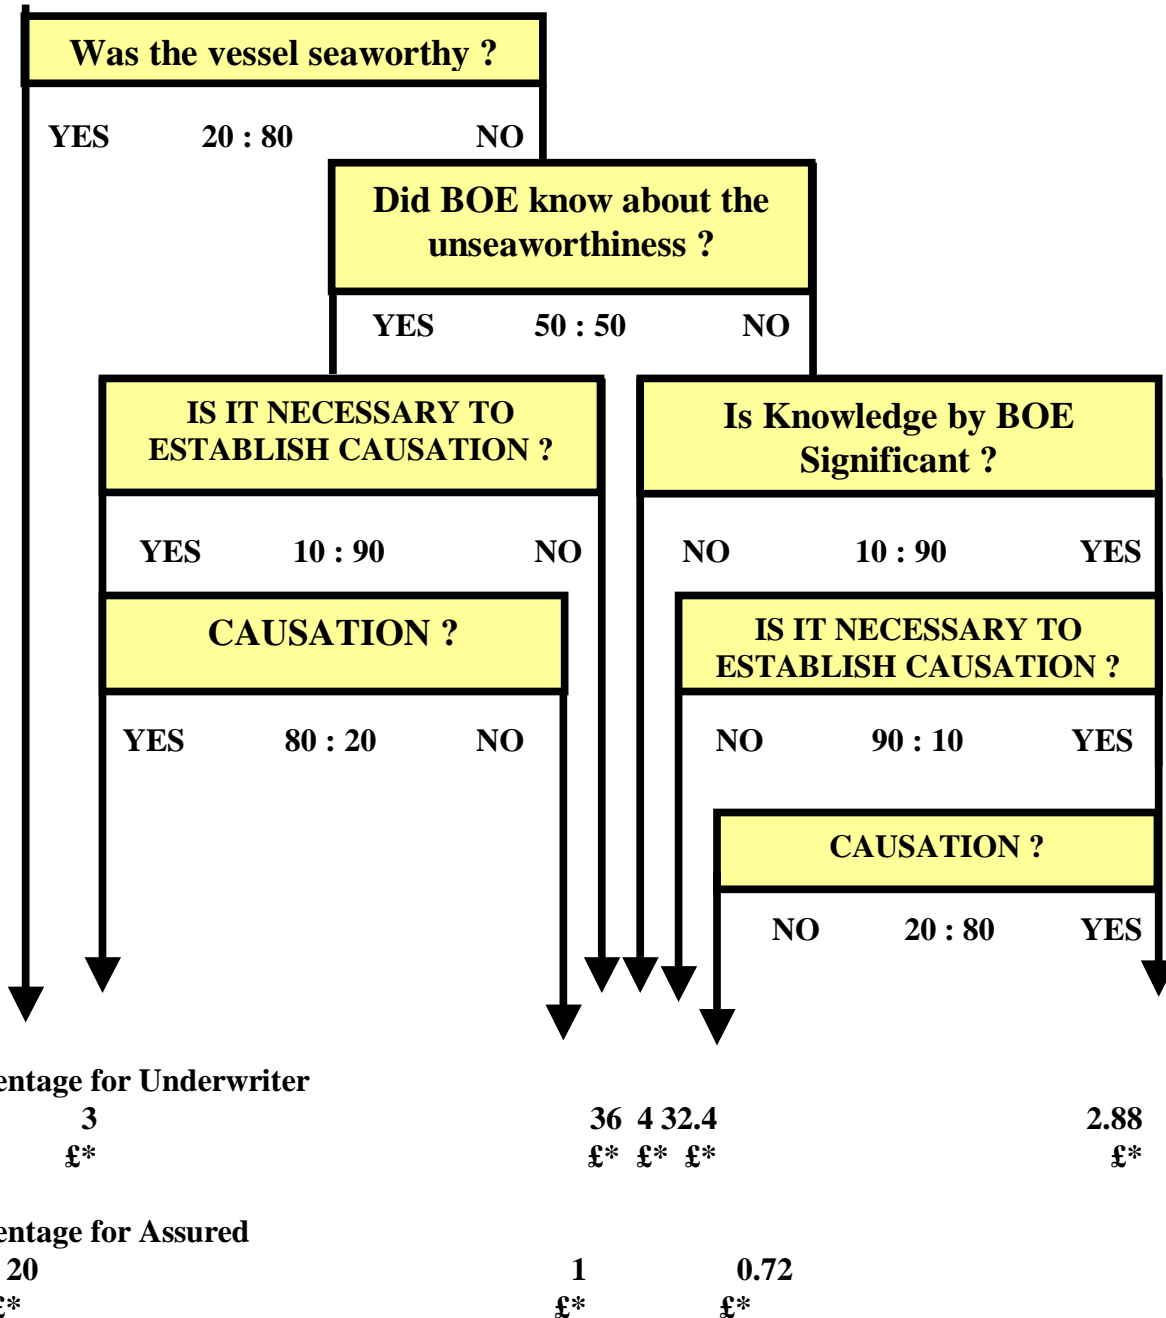 Was the vessel seaworthy ?
YES 20 : 80 NO
Did BOE know about the
unseaworthiness ?
YES 50 : 50 NO
IS IT NECESSARY TO
ESTABLISH CAUSATION ?
Is Knowledge by BOE
Significant ?
YES 10 : 90 NO
NO 10 : 90 YES
CAUSATION ?
IS IT NECESSARY TO
ESTABLISH CAUSATION ?
YES 80 : 20 NO
NO 90 : 10 YES
CAUSATION ?
NO 20 : 80 YES
entage for Underwriter
3 36 4 32.4 2.88
£* £* £* £* £*
entage for Assured
20 1 0.72
£* £* £*